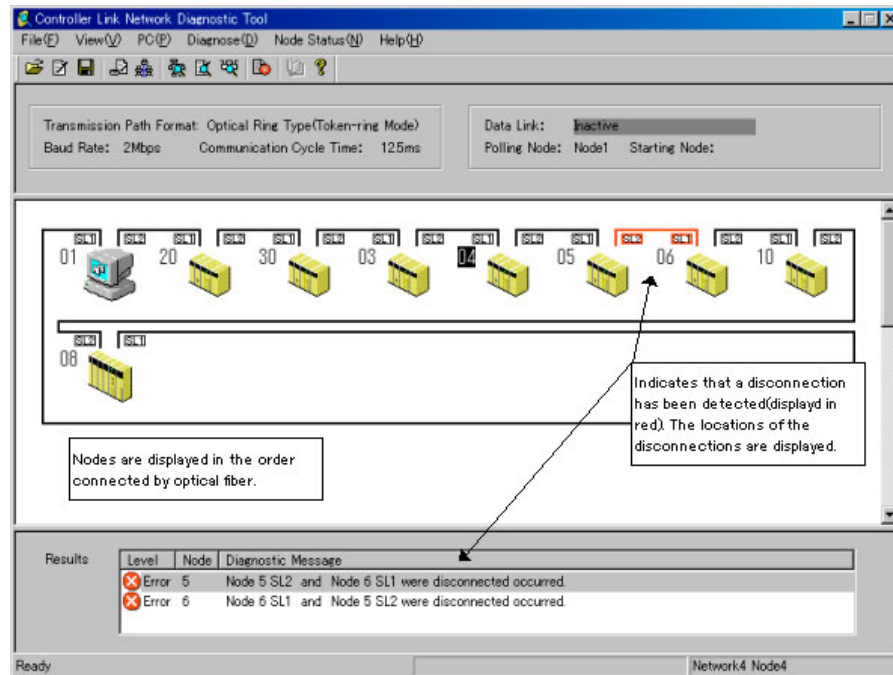 Controller Link Network Diagnostic Tool
File(F) View(V) PC(P) Diagnose(D) Node Status(N) Help(H)
Transmission Path Format: Optical Ring Type(Token-ring Mode)
Baud Rate: 2Mbps Communication Cycle Time: 12.5ms
Data Link: Inactive
Polling Node: Node1 Starting Node:
SL1 SL2 SL1 SL2 SL1 SL2 SL1 SL2 SL1 SL2 SL1 SL2 SL1 SL2 SL1 SL2
01 20 30 03 04 05 06 10
SL2 SL1
08
Indicates that a disconnection
has been detected(displayd in
red). The locations of the
disconnections are displayed.
Nodes are displayed in the order
connected by optical fiber.
Results
Level Node Diagnostic Message
Error 5 Node 5 SL2 and Node 6 SL1 were disconnected occurred.
Error 6 Node 6 SL1 and Node 5 SL2 were disconnected occurred.
Ready
Network4 Node4